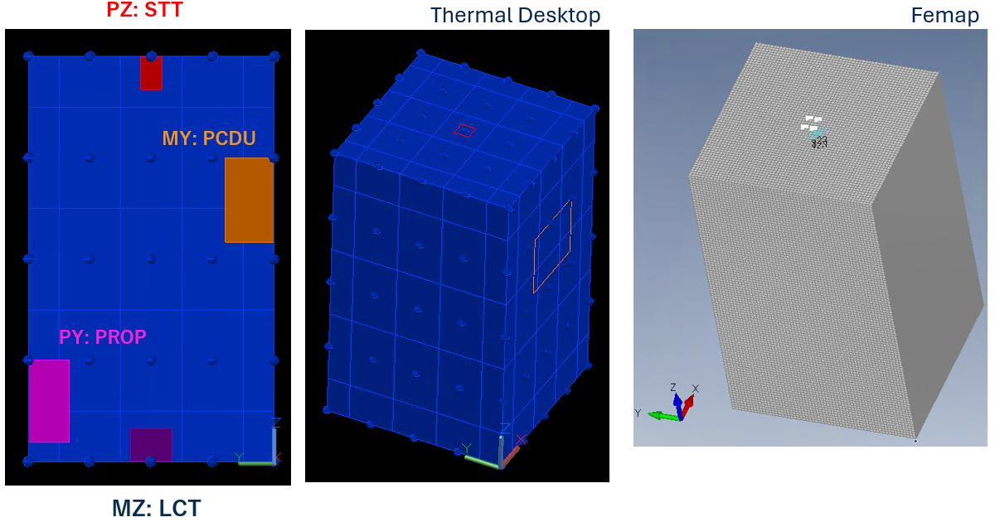 PZ: STT
Thermal Desktop
Femap
MY: PCDU
PY: PROP
Z
Y
X
Z
Y
X
Z
X
Y
MZ: LCT